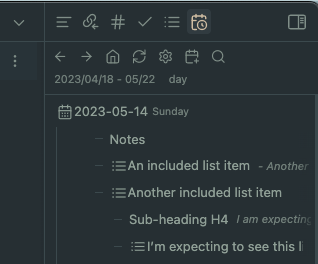 2023/04/18 - 05/22 day
2023-05-14 Sunday
Notes
An included list item - Another
Another included list item
Sub-heading H4 I am expecting
I'm expecting to see this li